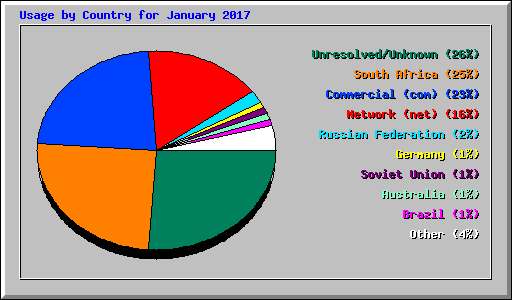 Usage by Country for January 2017
Unresolved/Unknown (26%)
South Africa (25%)
Commercial (com) (23%)
Network (net) (16%)
Russian Federation (2%)
Germany (1%)
Soviet Union (1%)
Australia (1%)
Brazil (1%)
Other (4%)